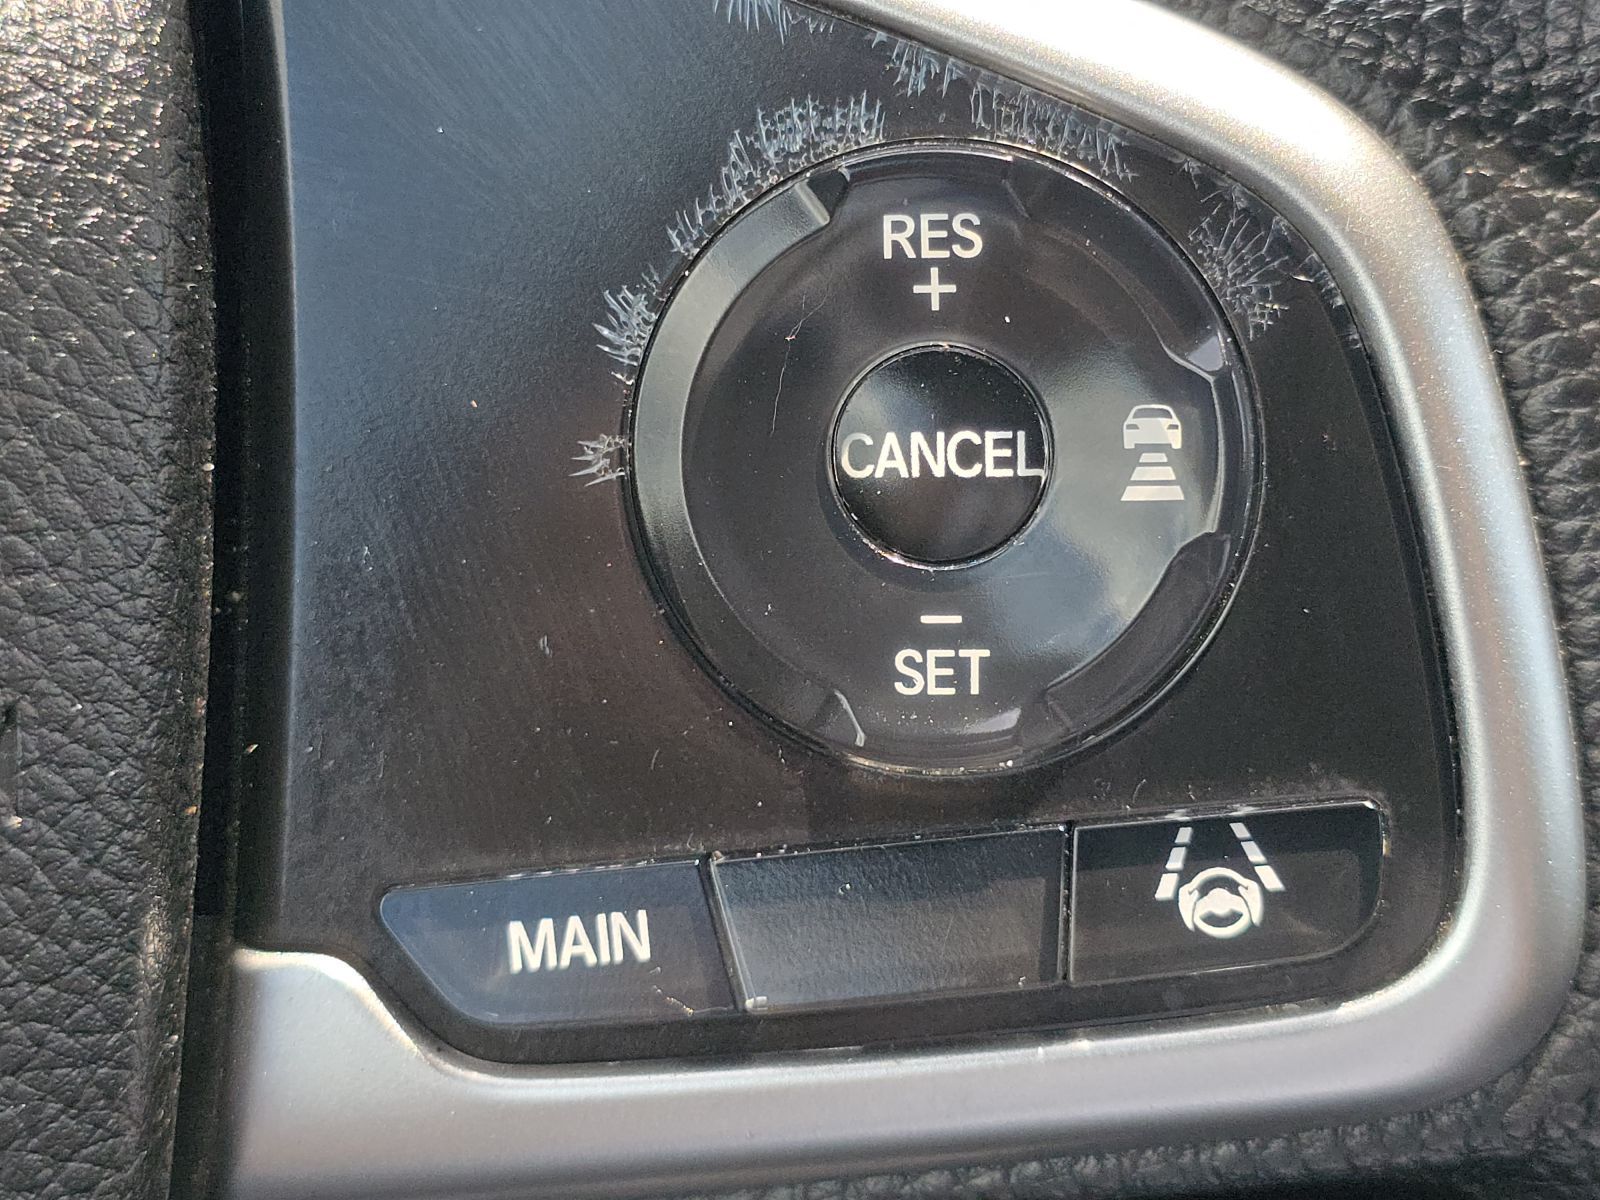 RES
+
CANCEL
−
SET
MAIN